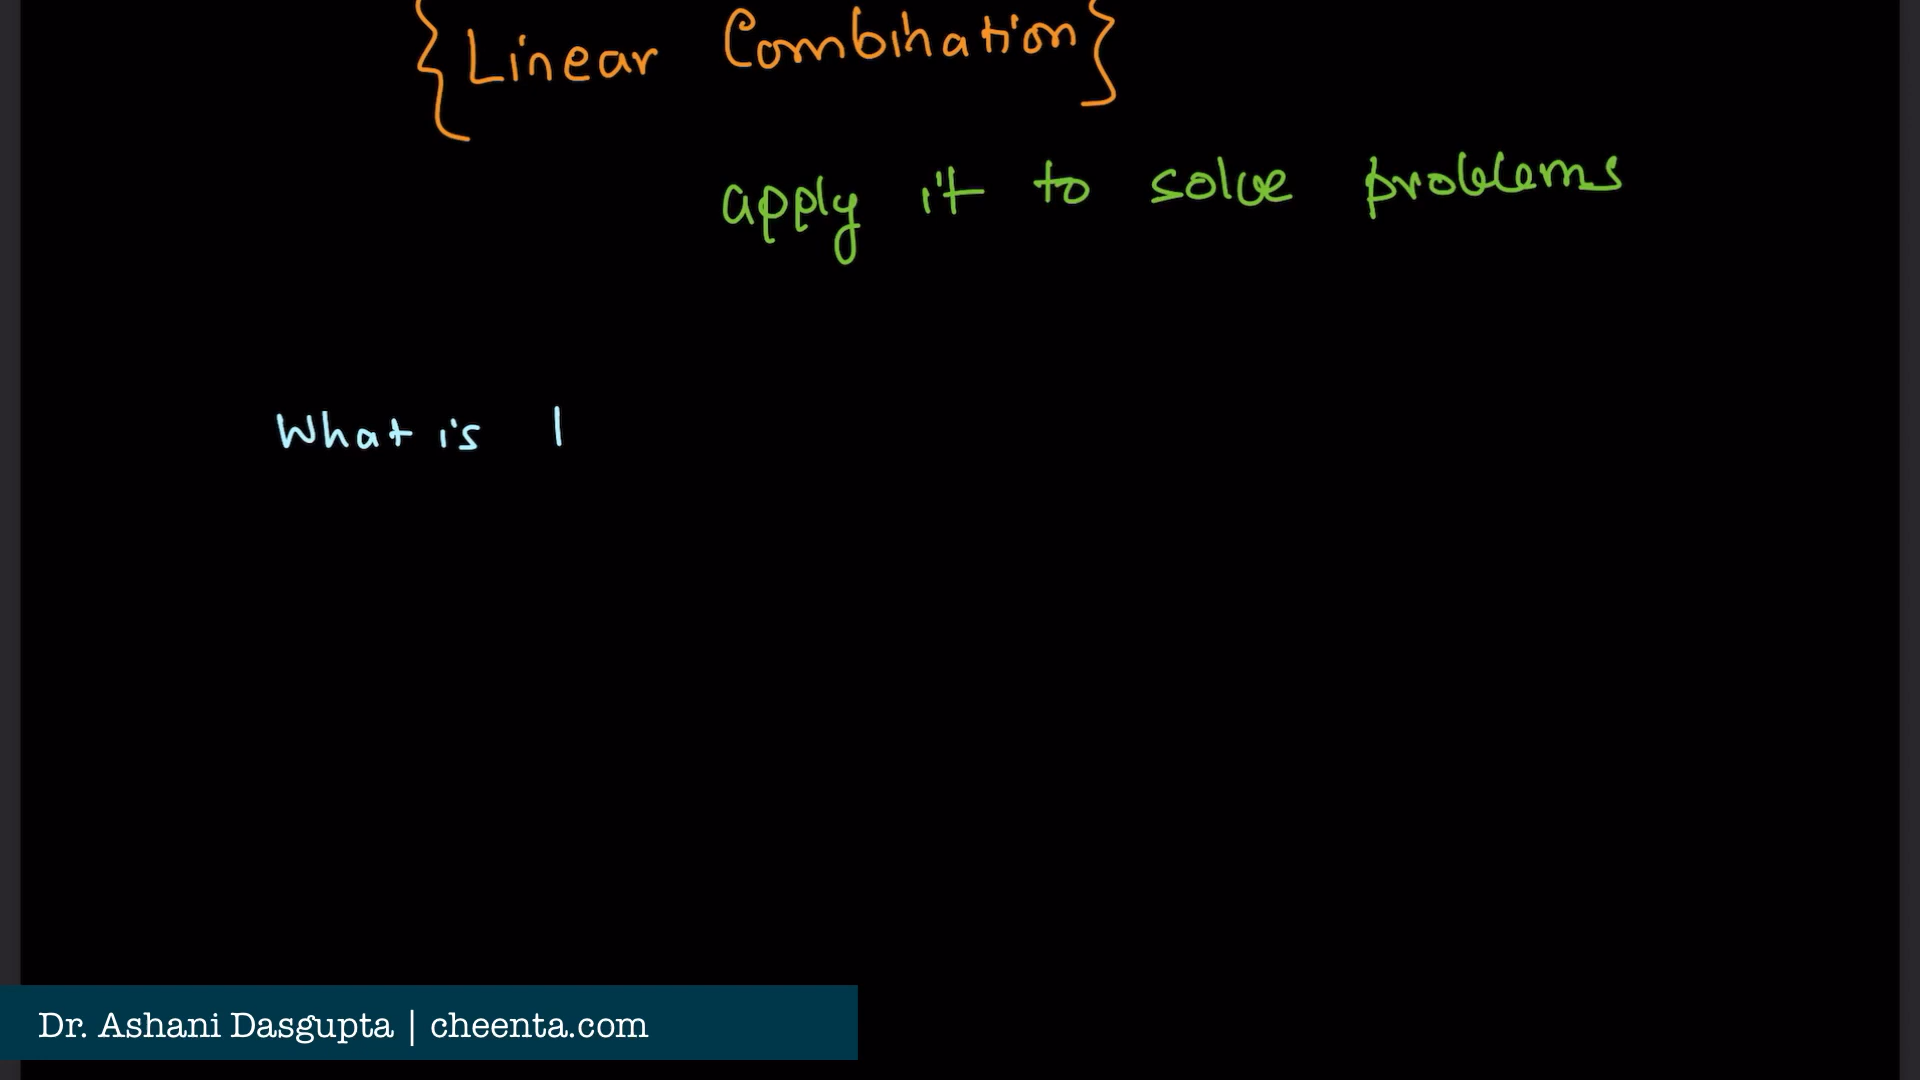 {Linear Combination}
apply it to solve problems
What is |
Dr. Ashani Dasgupta | cheenta.com